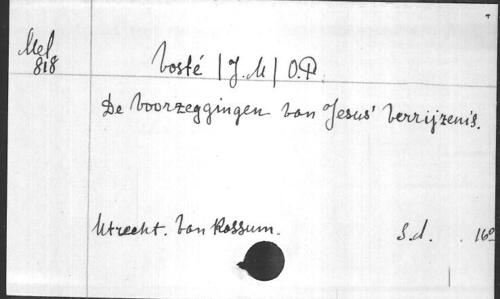 Mel
818
Vosté (J. M) O.P.
De Voorzeggingen van Jesus' Verrijzenis.
Utrecht. Van Rossum. S.d. 16º